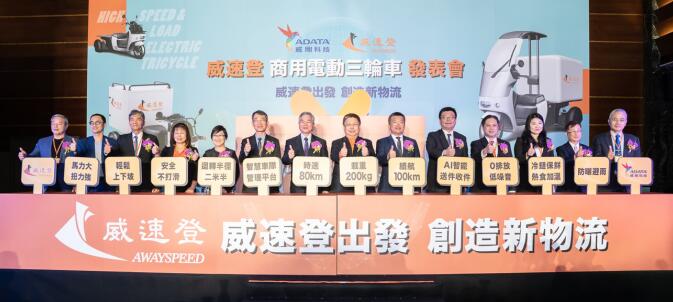 HIGH-SPEED &
LOAD
ELECTRIC
TRICYCLE
ADATA
威剛科技
威速登
威速登 商用電動三輪車 發表會
威速登出發 創造新物流
威速登
馬力大
扭力強
輕鬆
上下坡
安全
不打滑
迴轉半徑
二米半
智慧車隊
管理平台
時速
80km
載重
200kg
續航
100km
AI智能
送件收件
0排放
低噪音
冷鏈保鮮
熱食加溫
防曬避雨
ADATA
威剛科技
威速登
AWAYSPEED
威速登出發 創造新物流